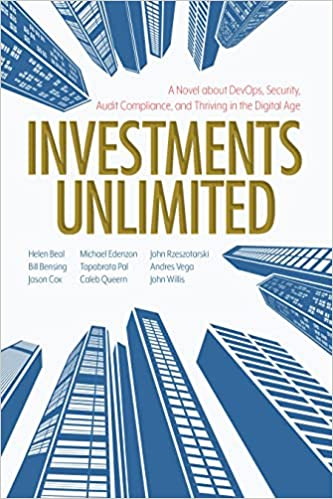 A Novel about DevOps, Security,
Audit Compliance, and Thriving in the Digital Age
INVESTMENTS
UNLIMITED
Helen Beal
Bill Bensing
Jason Cox
Michael Edenzon
Tapabrata Pal
Caleb Queern
John Rzeszotarski
Andres Vega
John Willis